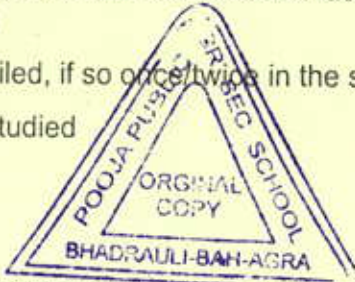 iled, if so once/twice in the s
tudied
POOJA PUBLIC SR. SEC SCHOOL
ORGINAL
COPY
BHADRAULI-BAH-AGRA